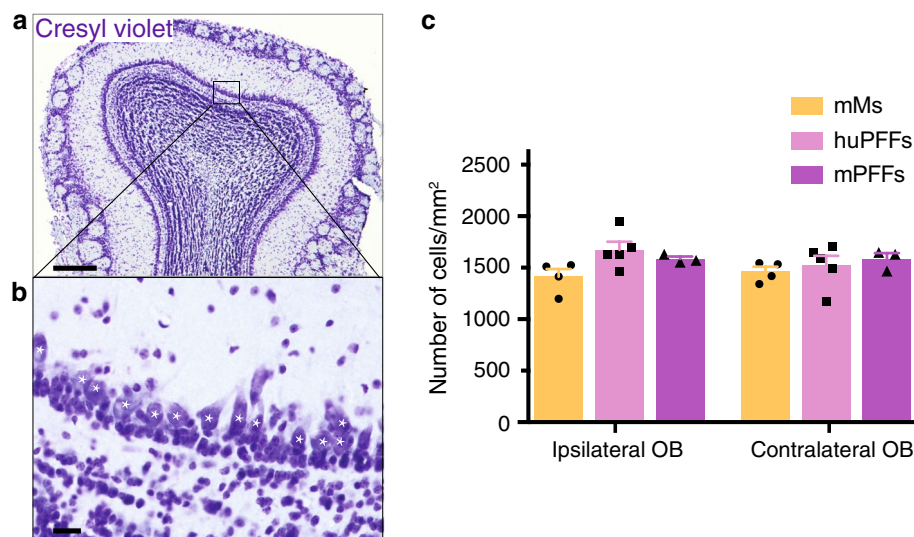 a
Cresyl violet
b
c
mMs
huPFFs
mPFFs
Number of cells/mm²
2500
2000
1500
1000
500
0
Ipsilateral OB
Contralateral OB